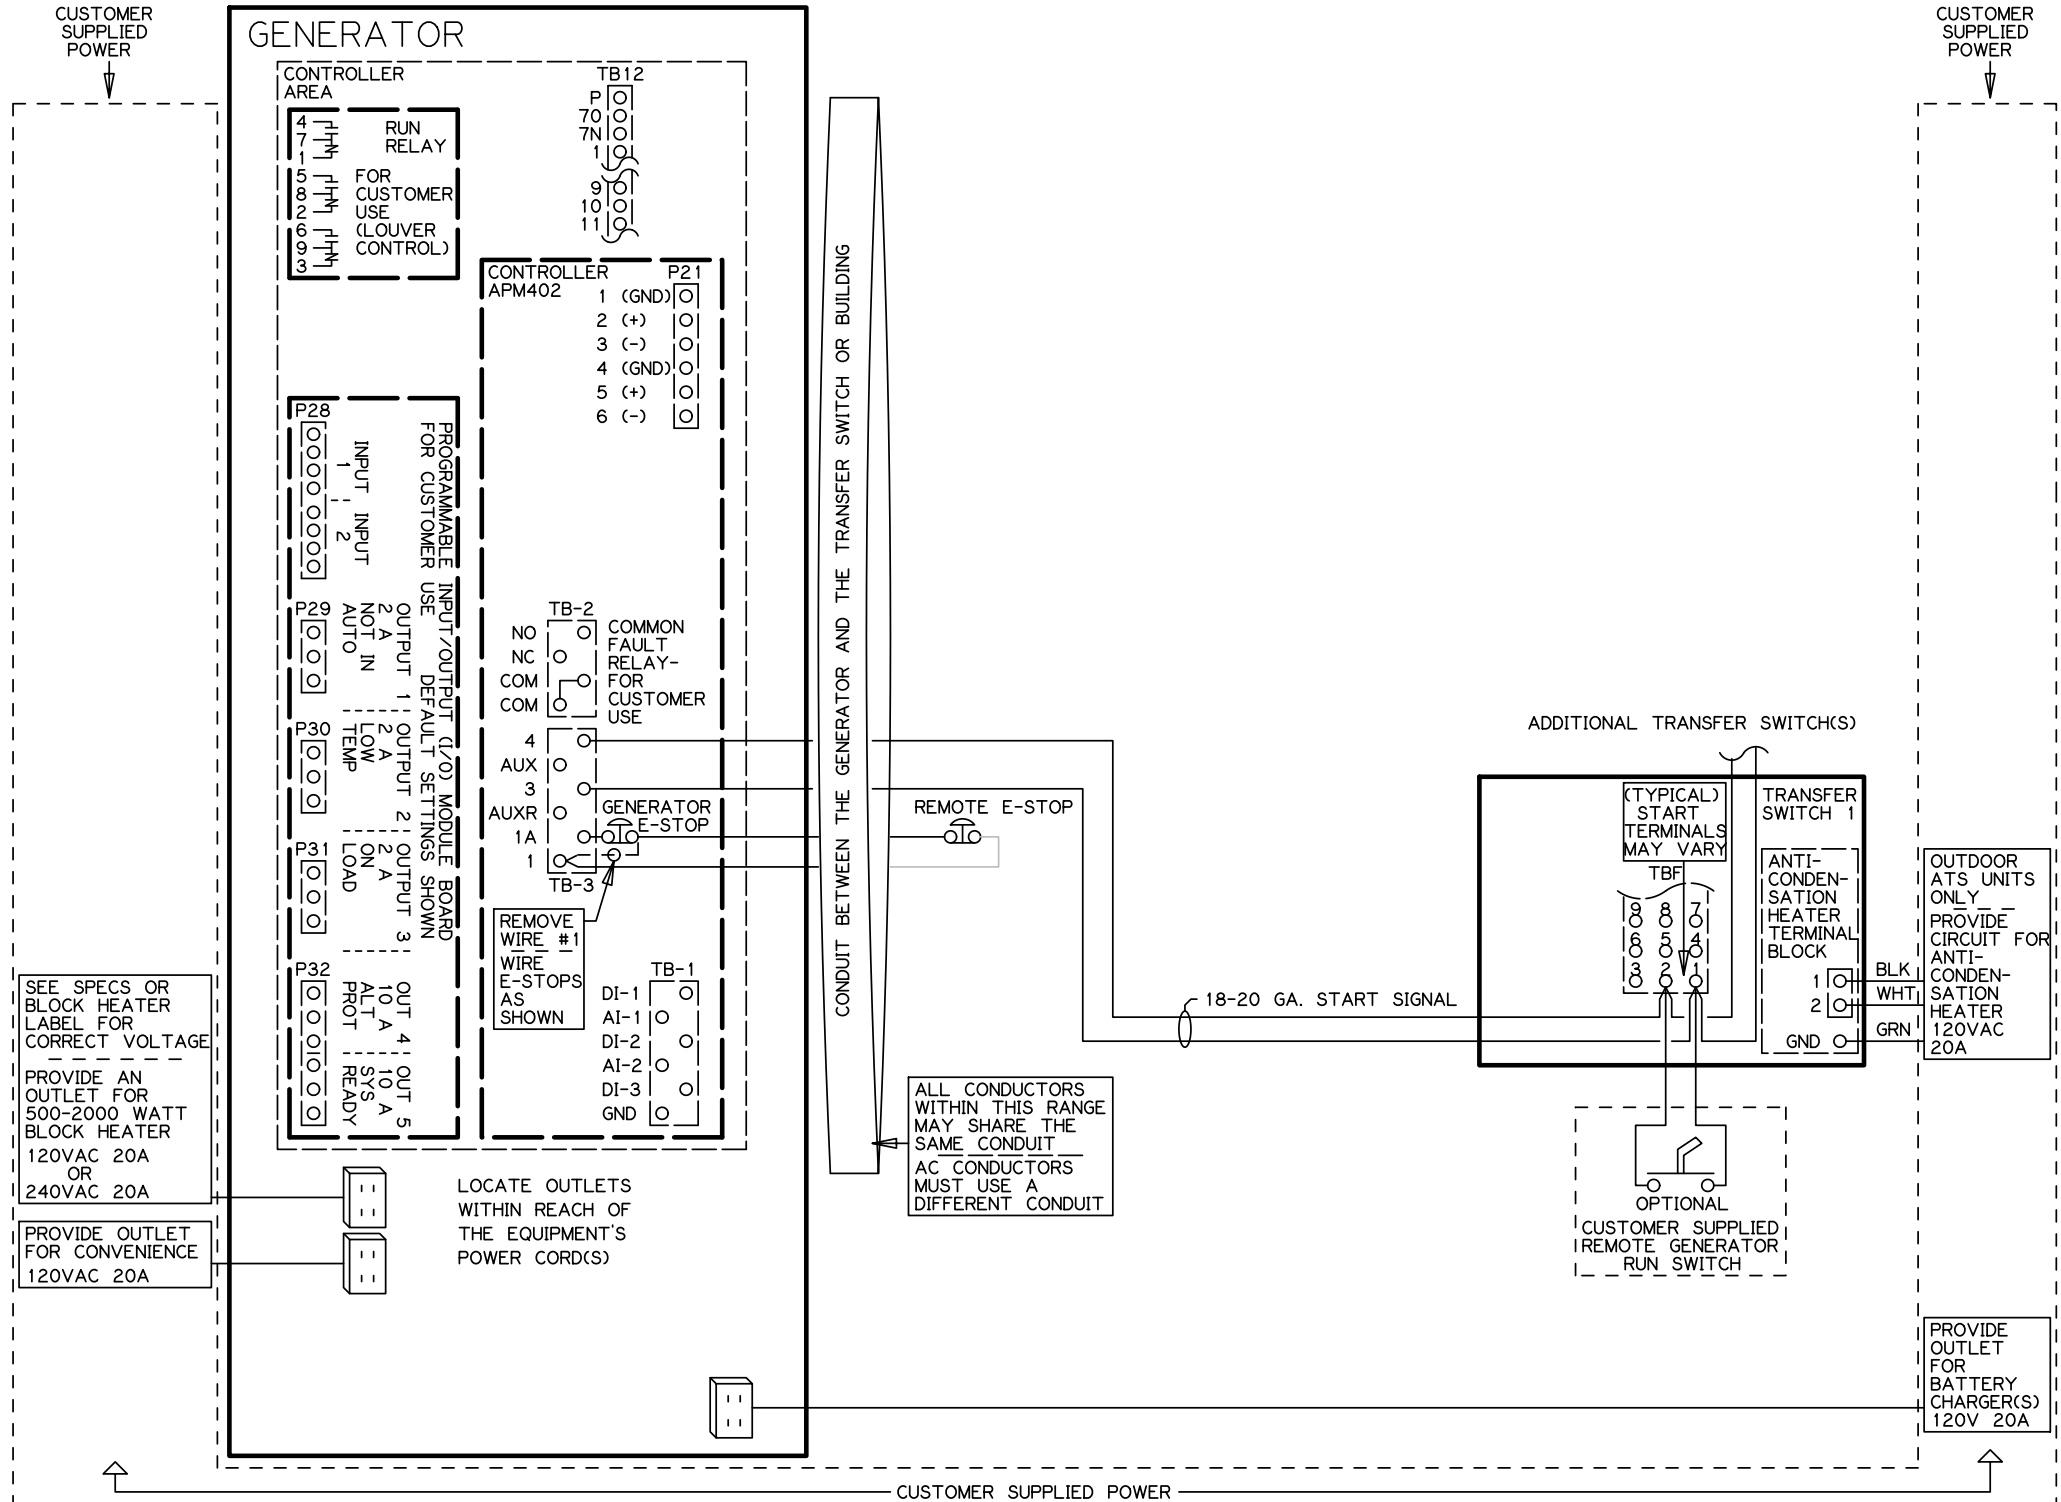 CUSTOMER
SUPPLIED
POWER
GENERATOR
CONTROLLER
AREA
4
7
1
5
8
2
6
9
3
RUN
RELAY
FOR
CUSTOMER
USE
(LOUVER
CONTROL)
TB12
P
70
7N
1
9
10
11
CONTROLLER
APM402
P21
1 (GND)
2 (+)
3 (-)
4 (GND)
5 (+)
6 (-)
P28
INPUT
1
INPUT
2
PROGRAMMABLE INPUT/OUTPUT (I/O) MODULE BOARD
FOR CUSTOMER USE DEFAULT SETTINGS SHOWN
P29
OUTPUT 1
2 A
NOT IN
AUTO
P30
OUTPUT 2
2 A
LOW
TEMP
P31
OUTPUT 3
2 A
ON
LOAD
P32
OUT 4
10 A
ALT
PROT
OUT 5
10 A
SYS
READY
TB-2
NO
NC
COM
COM
COMMON
FAULT
RELAY-
FOR
CUSTOMER
USE
4
AUX
3
AUXR
1A
1
TB-3
GENERATOR
E-STOP
REMOVE
WIRE #1
WIRE
E-STOPS
AS
SHOWN
TB-1
DI-1
AI-1
DI-2
AI-2
DI-3
GND
CONDUIT BETWEEN THE GENERATOR AND THE TRANSFER SWITCH OR BUILDING
REMOTE E-STOP
18-20 GA. START SIGNAL
ALL CONDUCTORS
WITHIN THIS RANGE
MAY SHARE THE
SAME CONDUIT
AC CONDUCTORS
MUST USE A
DIFFERENT CONDUIT
ADDITIONAL TRANSFER SWITCH(S)
(TYPICAL)
START
TERMINALS
MAY VARY
TRANSFER
SWITCH 1
TBF
9 8 7
6 5 4
3 2 1
ANTI-
CONDEN-
SATION
HEATER
TERMINAL
BLOCK
1
2
GND
BLK
WHT
GRN
OPTIONAL
CUSTOMER SUPPLIED
REMOTE GENERATOR
RUN SWITCH
CUSTOMER
SUPPLIED
POWER
OUTDOOR
ATS UNITS
ONLY
PROVIDE
CIRCUIT FOR
ANTI-
CONDEN-
SATION
HEATER
120VAC
20A
SEE SPECS OR
BLOCK HEATER
LABEL FOR
CORRECT VOLTAGE
PROVIDE AN
OUTLET FOR
500-2000 WATT
BLOCK HEATER
120VAC 20A
OR
240VAC 20A
PROVIDE OUTLET
FOR CONVENIENCE
120VAC 20A
LOCATE OUTLETS
WITHIN REACH OF
THE EQUIPMENT'S
POWER CORD(S)
PROVIDE
OUTLET
FOR
BATTERY
CHARGER(S)
120V 20A
CUSTOMER SUPPLIED POWER